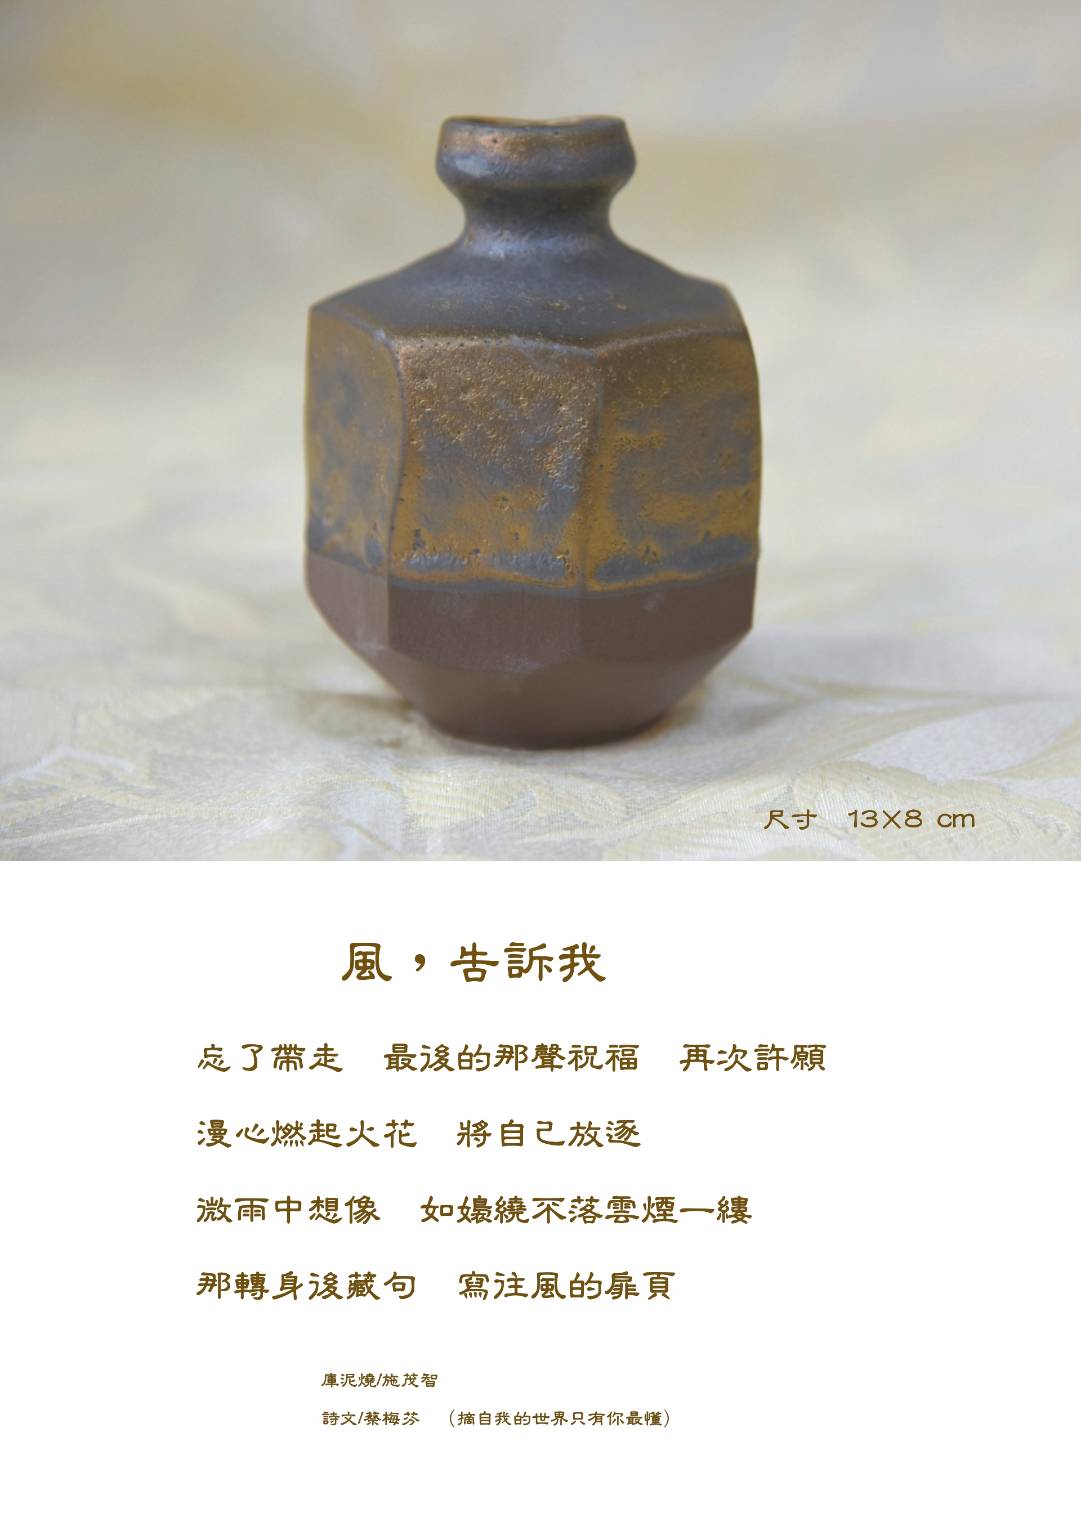 尺寸　13X8 cm
風，告訴我
忘了帶走　最後的那聲祝福　再次許願
漫心燃起火花　將自己放逐
微雨中想像　如嬝繞不落雲煙一縷
那轉身後藏句　寫往風的扉頁
庫泥燒/施茂智
詩文/蔡梅芬　（摘自我的世界只有你最懂）